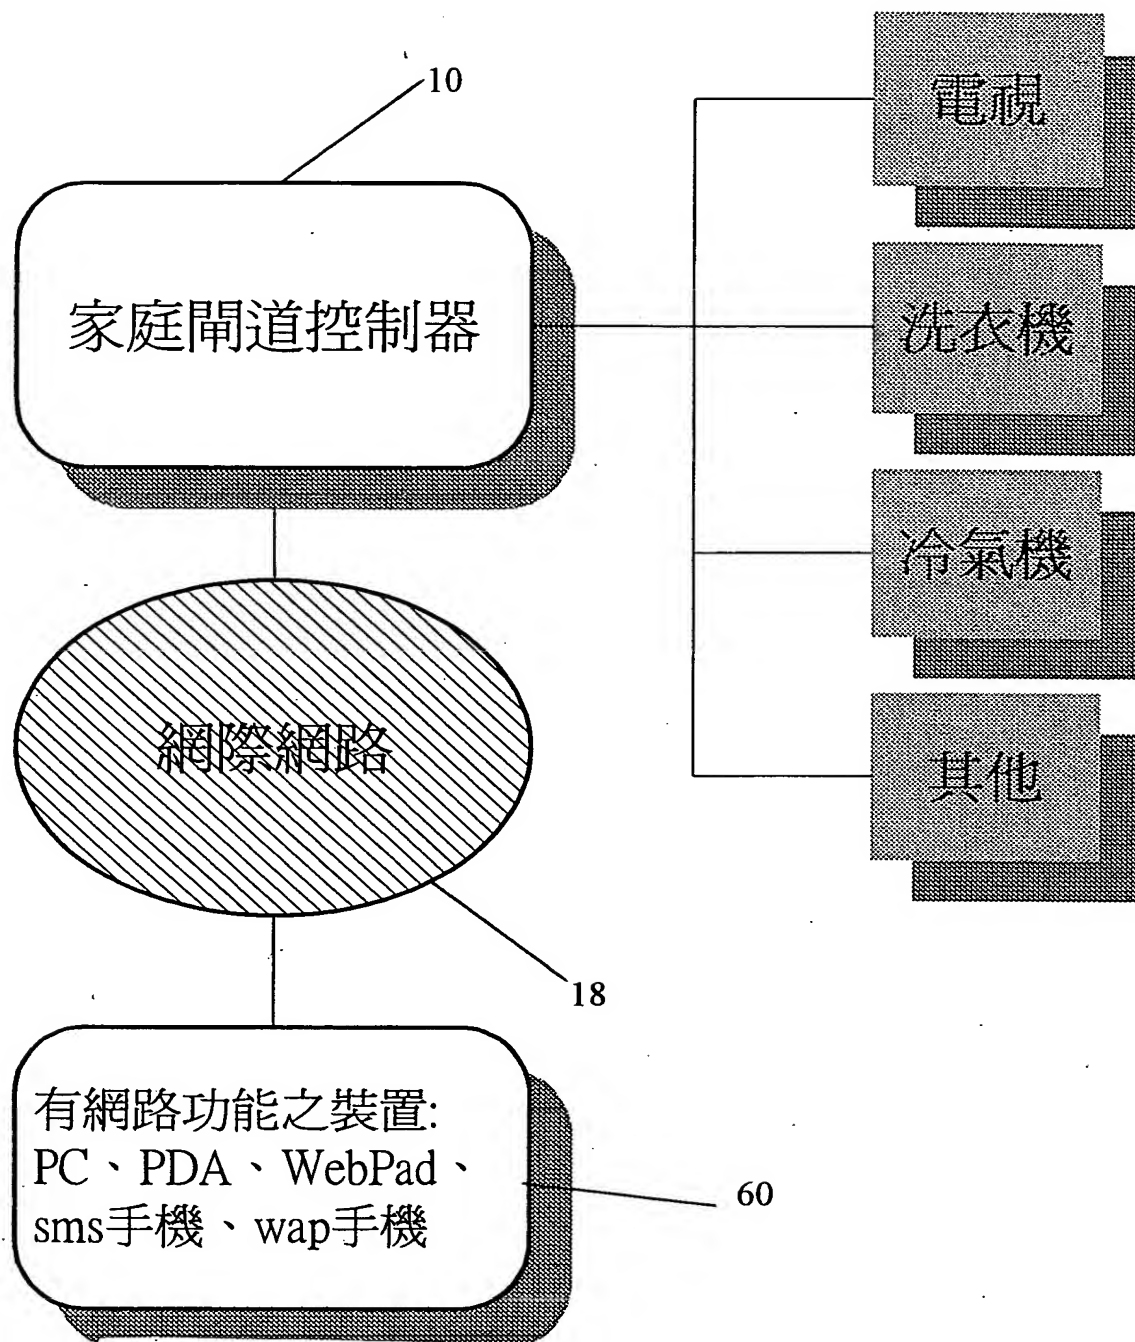 10
電視
家庭閘道控制器
洗衣機
冷氣機
網際網路
其他
18
有網路功能之裝置:
PC、PDA、WebPad、
sms手機、wap手機
60